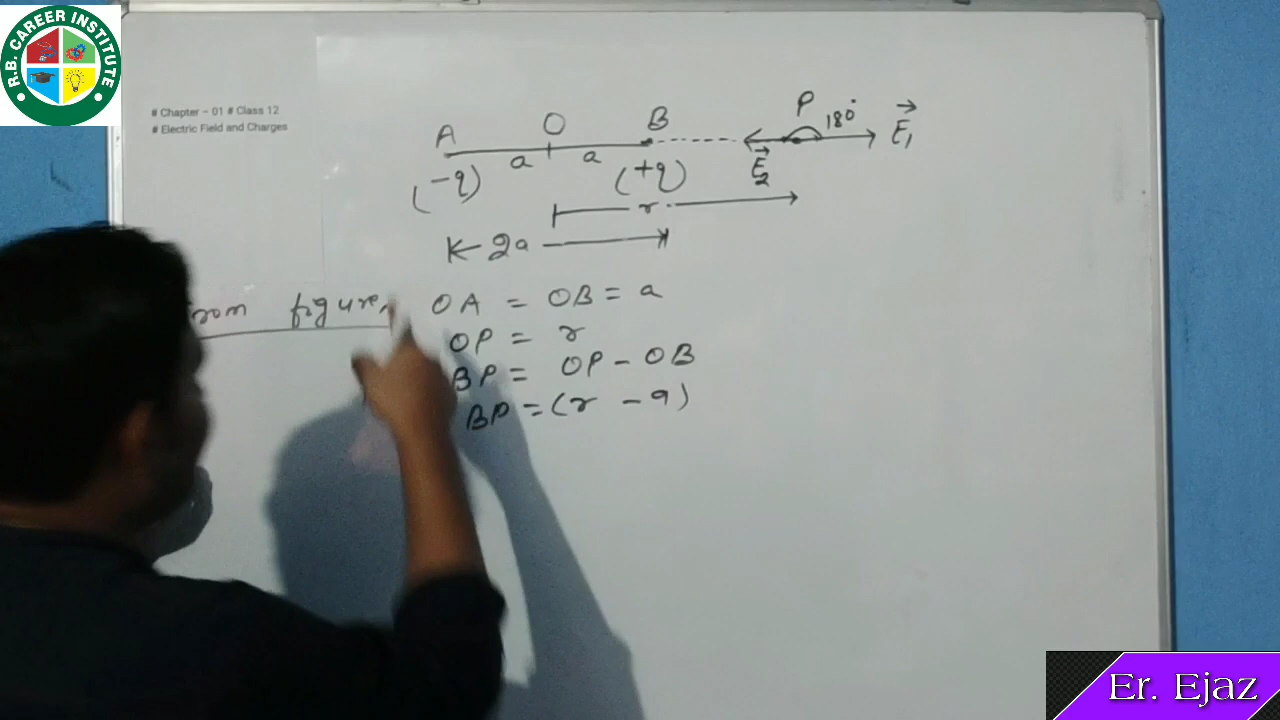 R.B. CAREER INSTITUTE
# Chapter – 01 # Class 12
# Electric Field and Charges
A O B P 180° E₁
a a E₂
(-q) (+q)
r
2a
figure, OA = OB = a
OP = r
BP = OP - OB
BP = (r - a)
Er. Ejaz